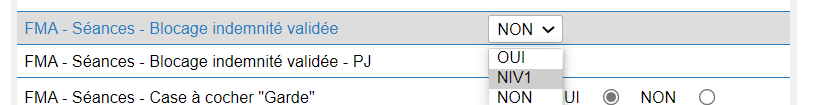 FMA - Séances - Blocage indemnité validée NON
OUI
FMA - Séances - Blocage indemnité validée - PJ
NIV1
FMA - Séances - Case à cocher "Garde" NON UI NON